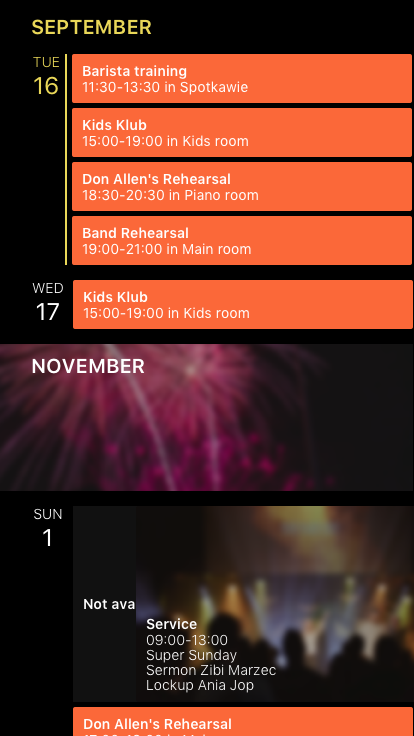 SEPTEMBER
TUE
16
Barista training
11:30-13:30 in Spotkawie
Kids Klub
15:00-19:00 in Kids room
Don Allen's Rehearsal
18:30-20:30 in Piano room
Band Rehearsal
19:00-21:00 in Main room
WED
17
Kids Klub
15:00-19:00 in Kids room
NOVEMBER
SUN
1
Not ava
Service
09:00-13:00
Super Sunday
Sermon Zibi Marzec
Lockup Ania Jop
Don Allen's Rehearsal